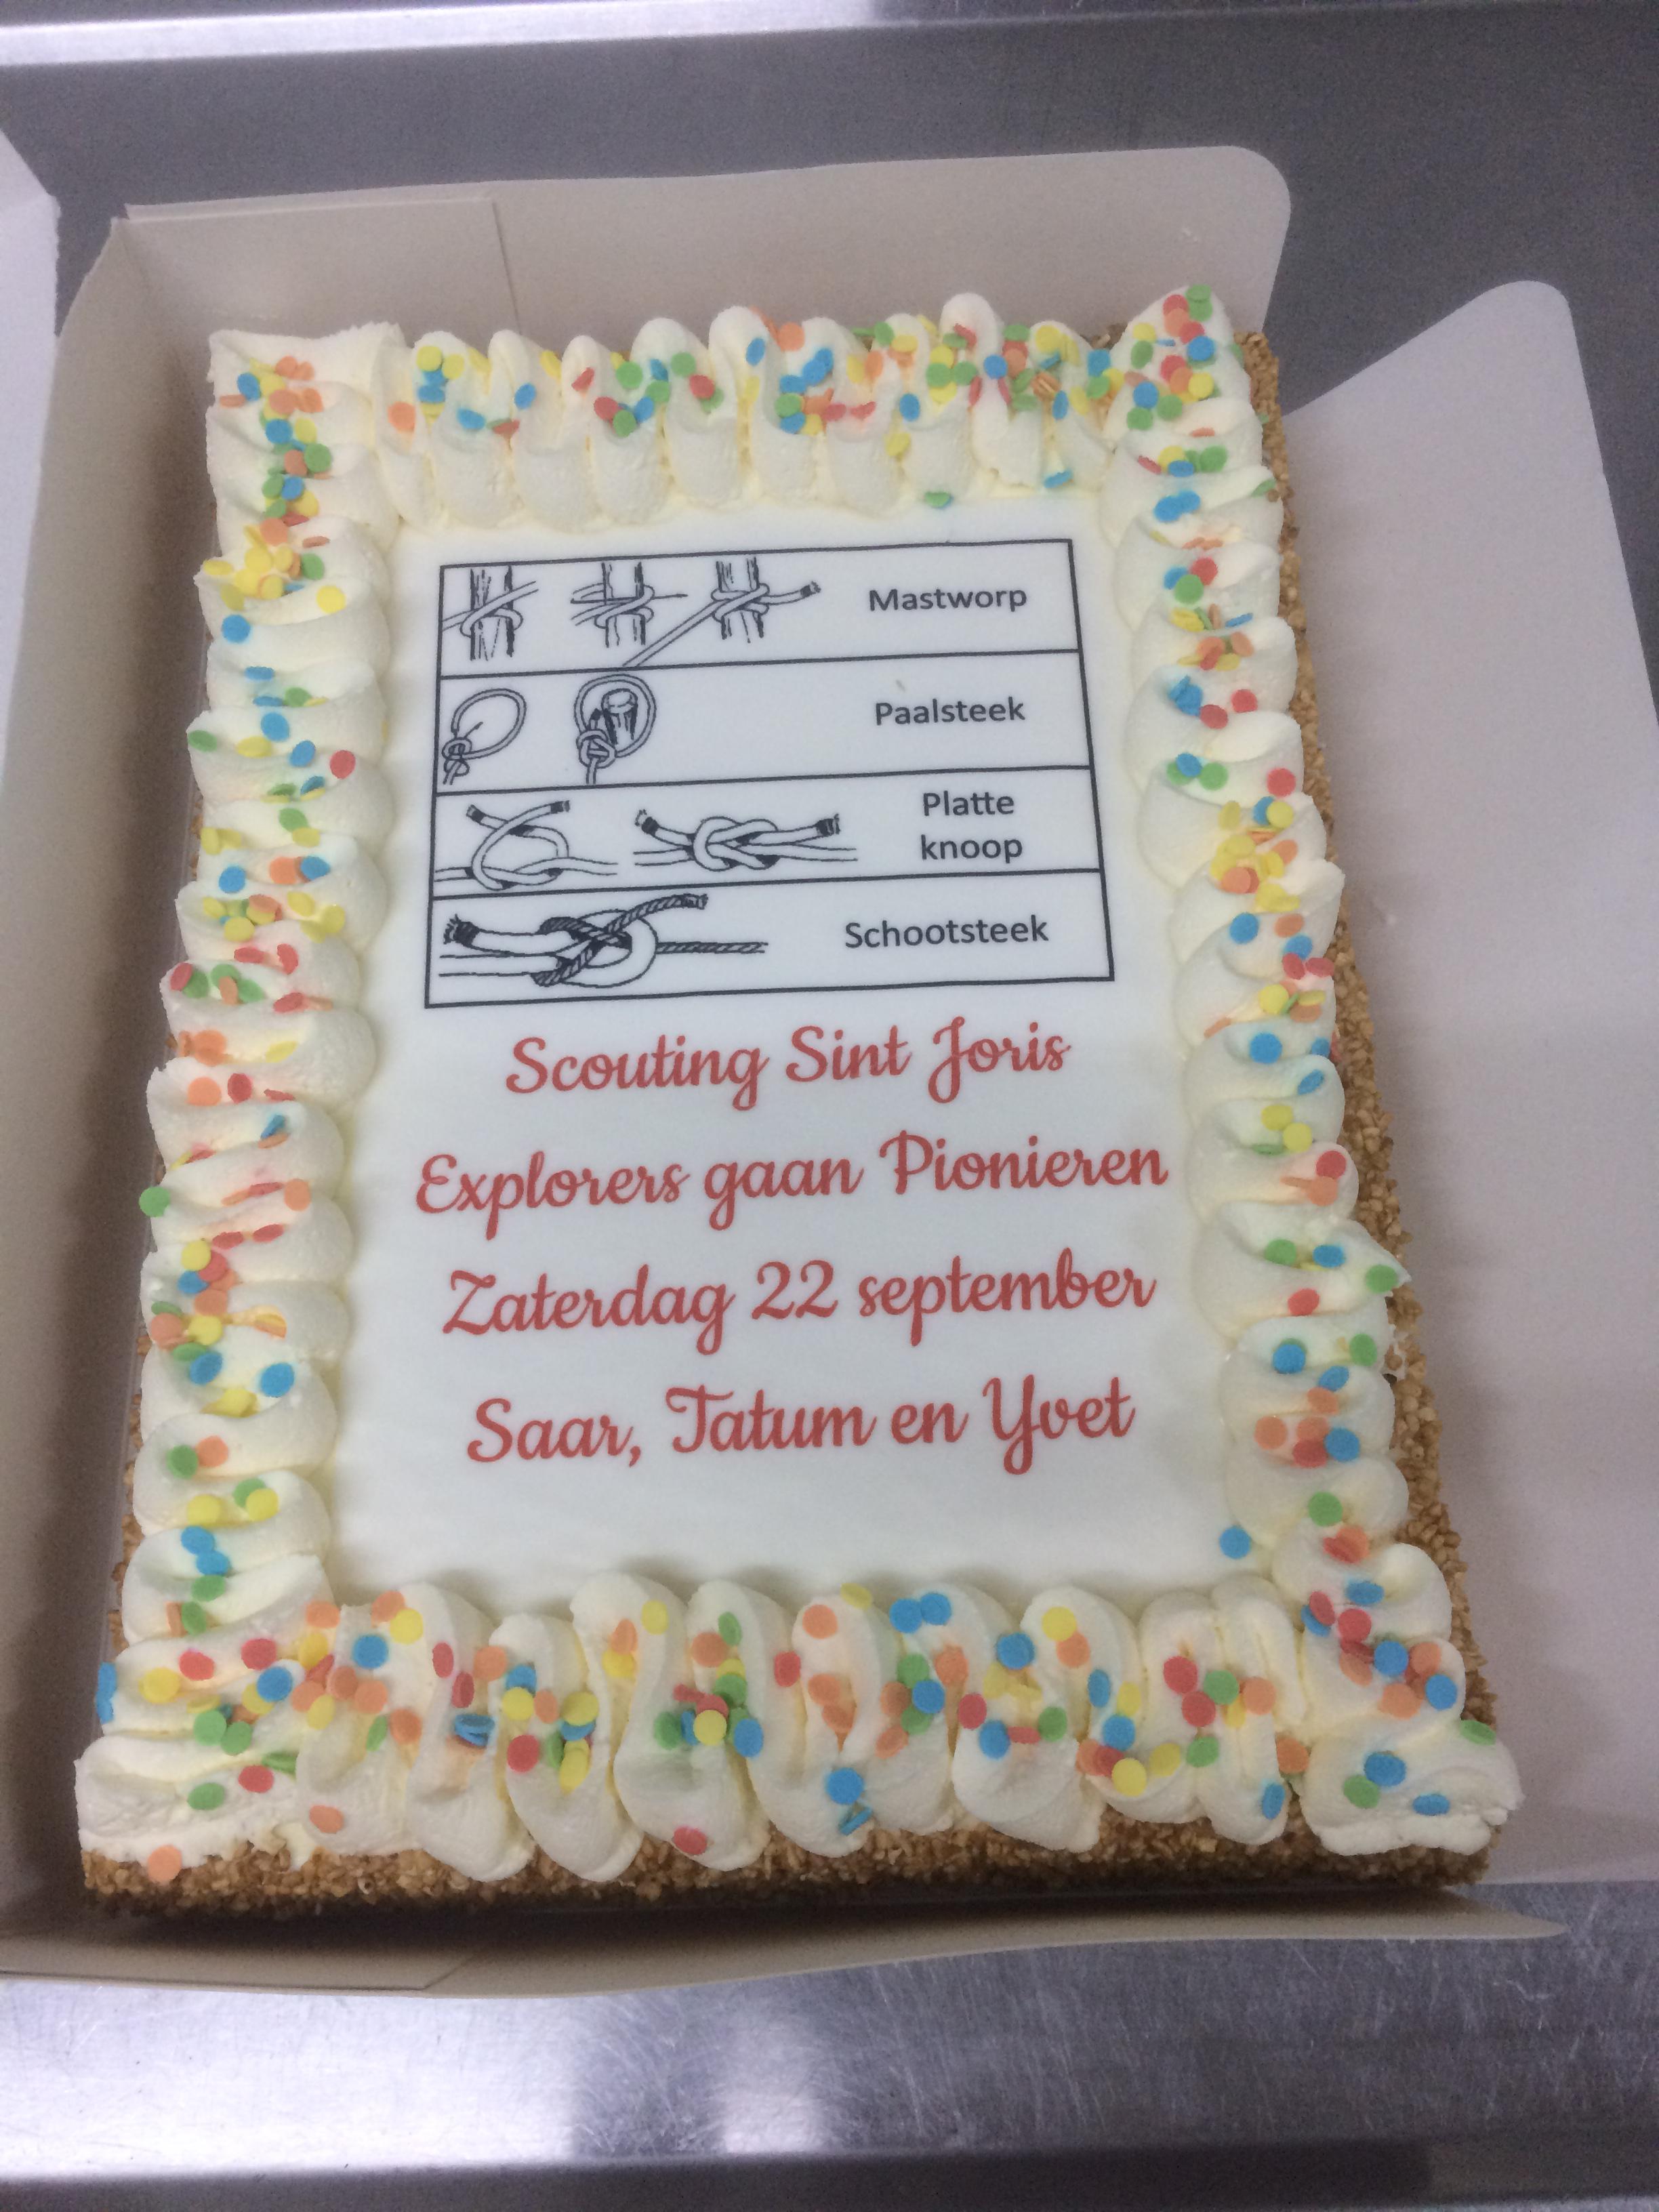 Mastworp
Paalsteek
Platte
knoop
Schootsteek
Scouting Sint Joris
Explorers gaan Pionieren
Zaterdag 22 september
Saar, Tatum en Yvet